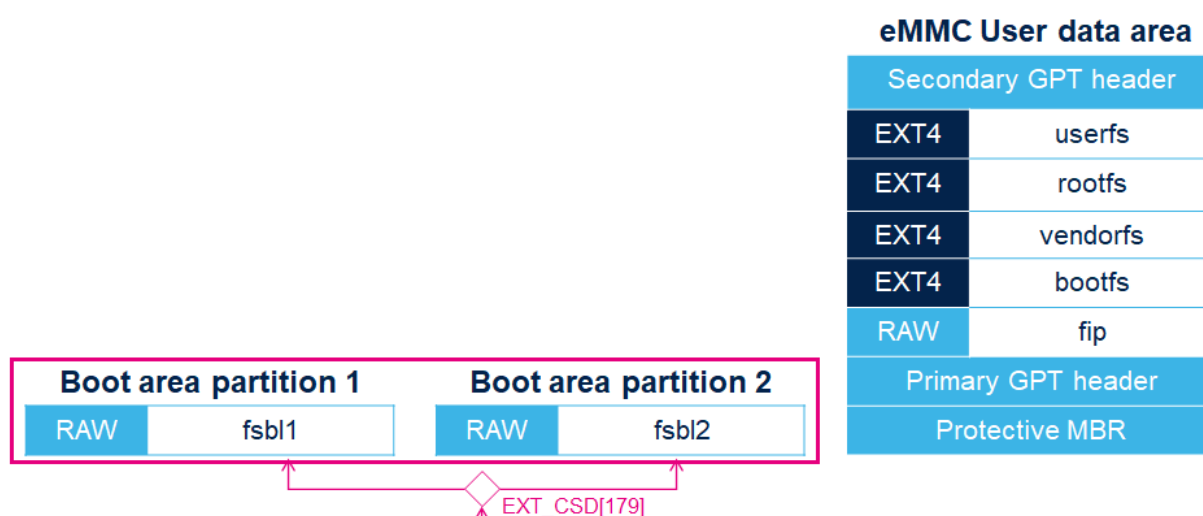 eMMC User data area
Secondary GPT header
EXT4 userfs
EXT4 rootfs
EXT4 vendorfs
EXT4 bootfs
RAW fip
Primary GPT header
Protective MBR
Boot area partition 1
RAW fsbl1
Boot area partition 2
RAW fsbl2
EXT_CSD[179]